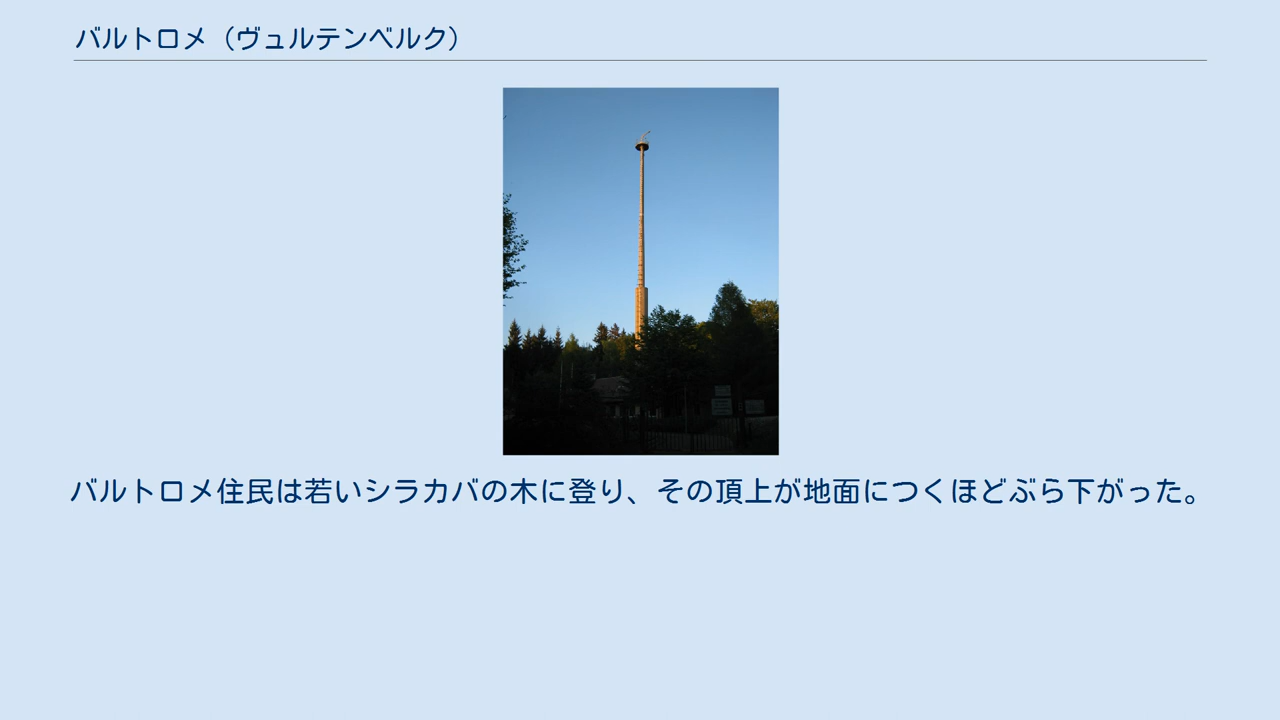 バルトロメ（ヴュルテンベルク）
バルトロメ住民は若いシラカバの木に登り、その頂上が地面につくほどぶら下がった。